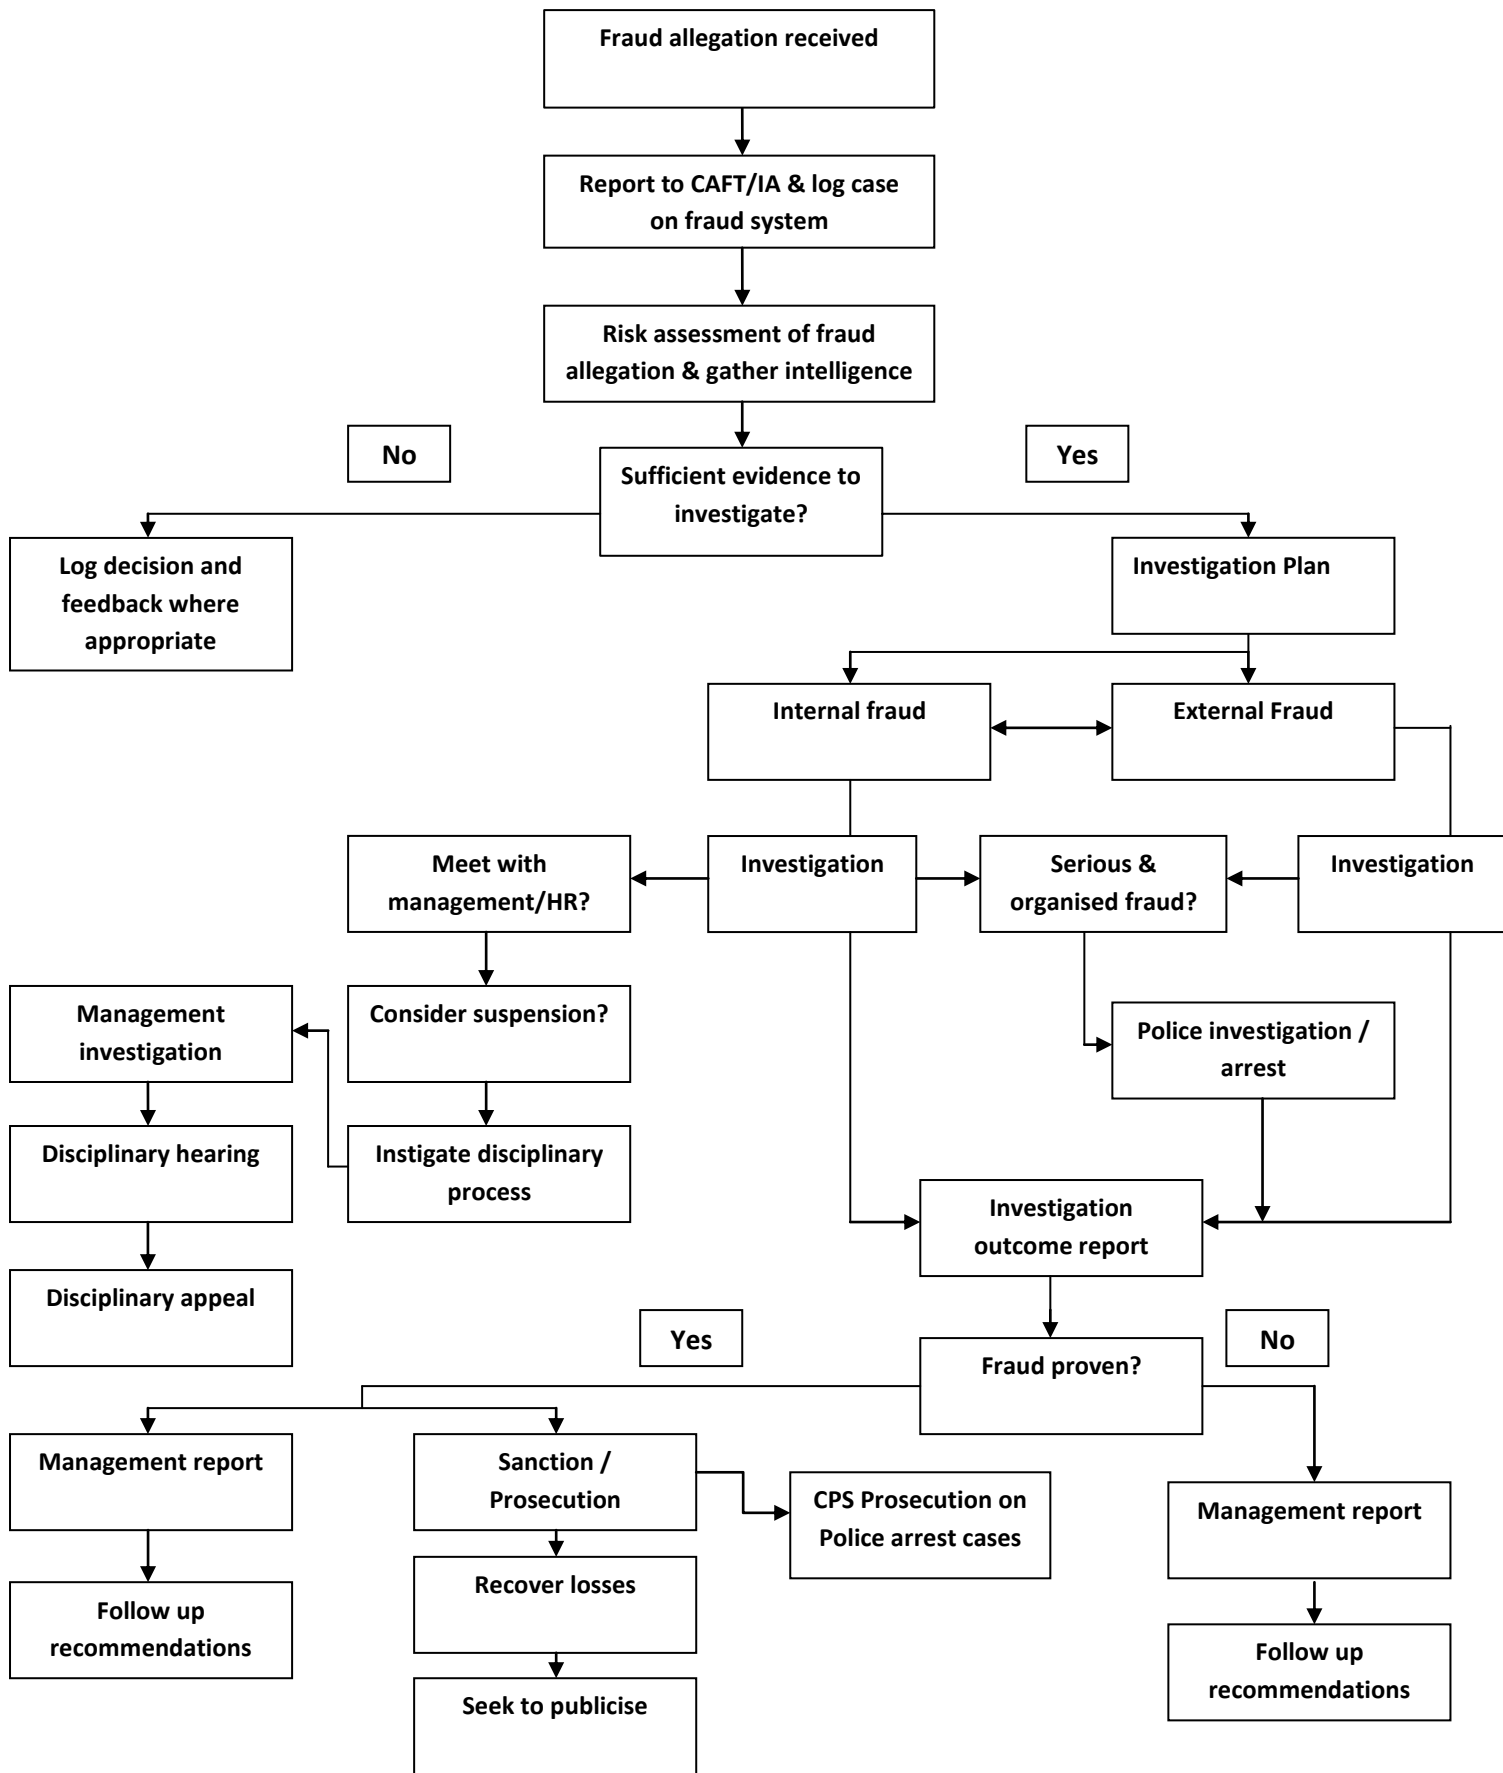 Fraud allegation received
Report to CAFT/IA & log case
on fraud system
Risk assessment of fraud
allegation & gather intelligence
No
Yes
Sufficient evidence to
investigate?
Log decision and
feedback where
appropriate
Investigation Plan
Internal fraud
External Fraud
Meet with
management/HR?
Investigation
Serious &
organised fraud?
Investigation
Management
investigation
Consider suspension?
Police investigation /
arrest
Disciplinary hearing
Instigate disciplinary
process
Investigation
outcome report
Disciplinary appeal
Yes
No
Fraud proven?
Management report
Sanction /
Prosecution
CPS Prosecution on
Police arrest cases
Management report
Recover losses
Follow up
recommendations
Follow up
recommendations
Seek to publicise